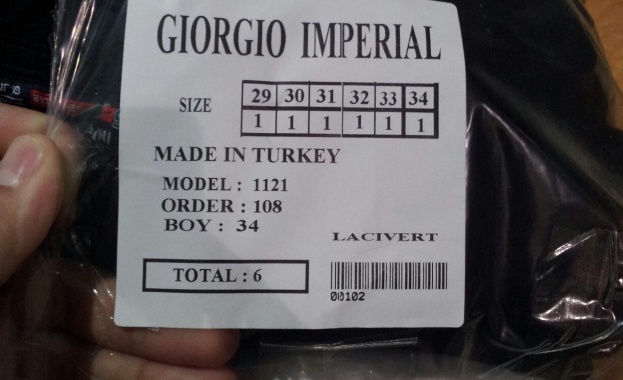 GIORGIO IMPERIAL
SIZE
29 30 31 32 33 34
1 1 1 1 1 1
MADE IN TURKEY
MODEL : 1121
ORDER : 108
BOY : 34
LACIVERT
TOTAL : 6
00102